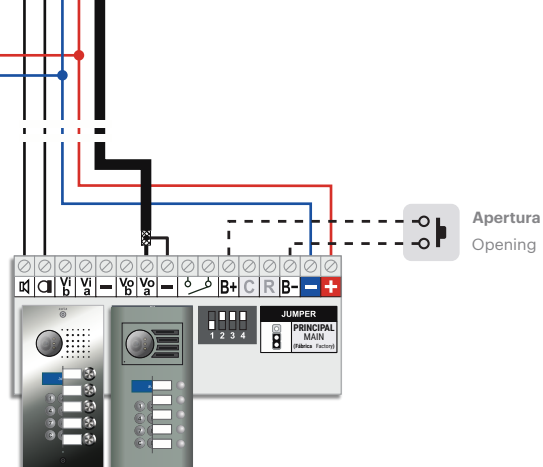 Apertura
Opening
Vi b Vi a — Vo b Vo a — B+ C R B- — +
1 2 3 4
JUMPER
PRINCIPAL
MAIN
(Fábrica Factory)